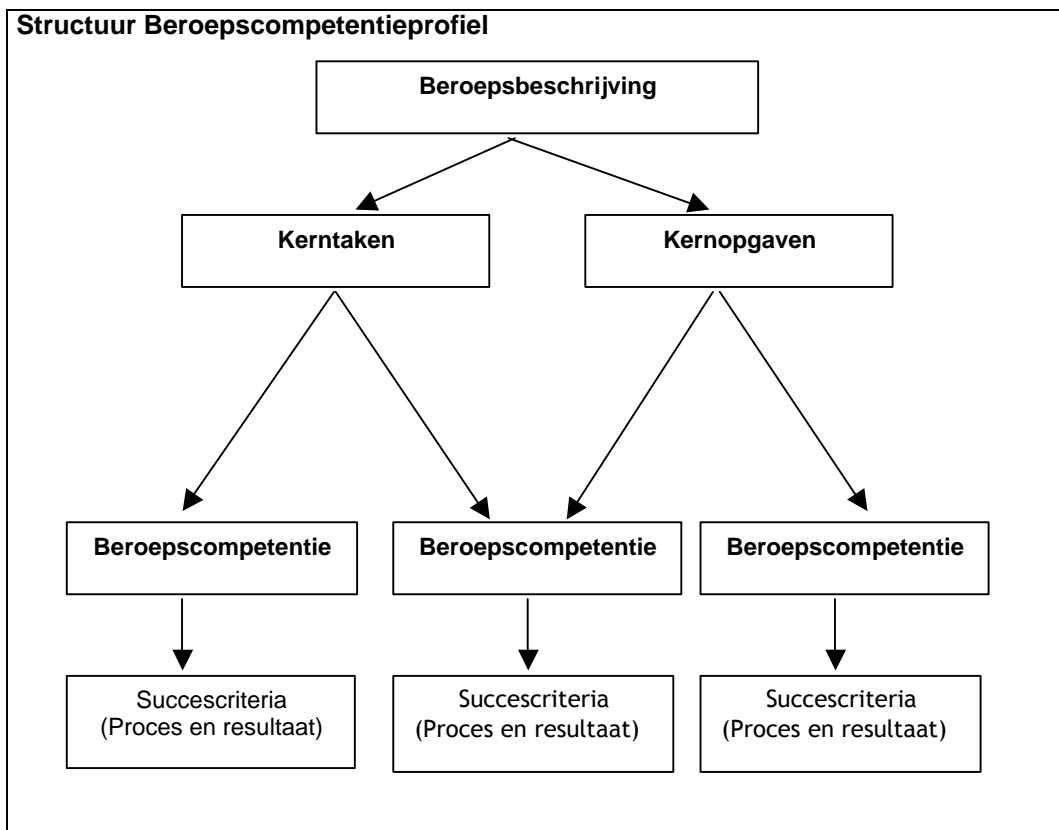 Structuur Beroepscompetentieprofiel
Beroepsbeschrijving
Kerntaken
Kernopgaven
Beroepscompetentie
Beroepscompetentie
Beroepscompetentie
Succescriteria
(Proces en resultaat)
Succescriteria
(Proces en resultaat)
Succescriteria
(Proces en resultaat)